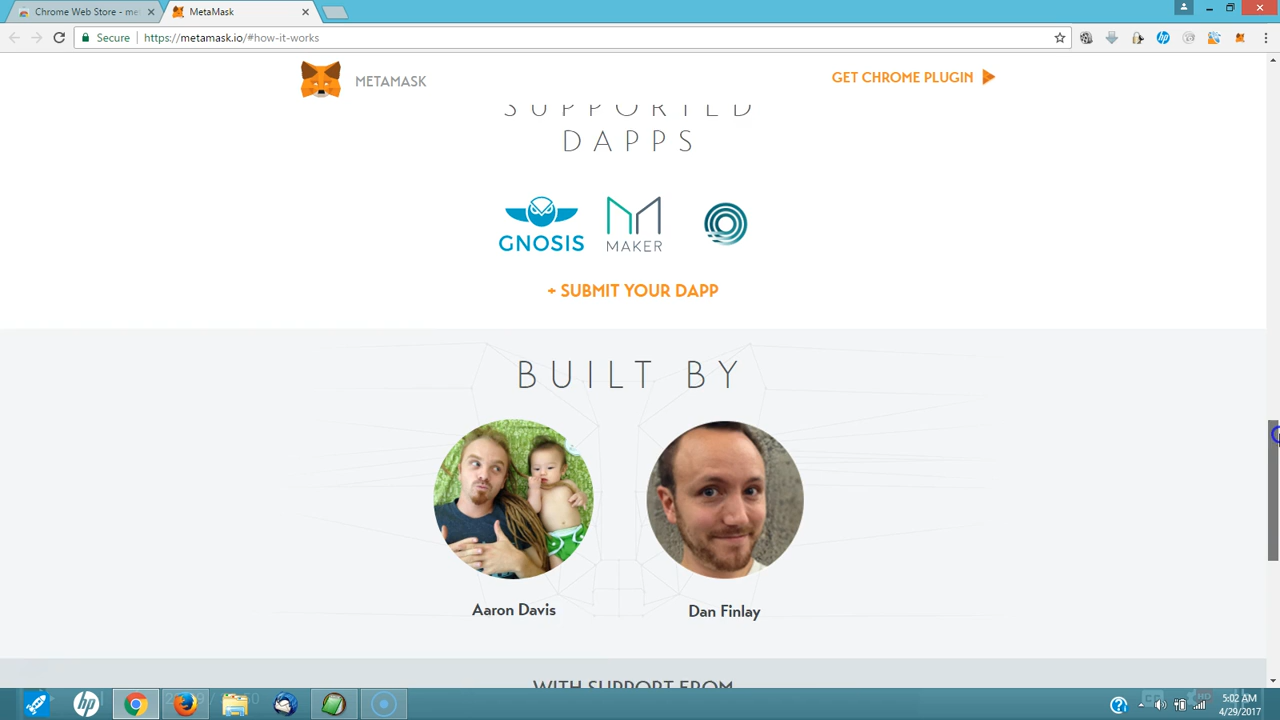 Chrome Web Store - me
MetaMask
Secure
https://metamask.io/#how-it-works
METAMASK
GET CHROME PLUGIN
SUPPORTED
DAPPS
GNOSIS
MAKER
+ SUBMIT YOUR DAPP
BUILT BY
Aaron Davis
Dan Finlay
WITH SUPPORT FROM
hp
5:02 AM
4/29/2017